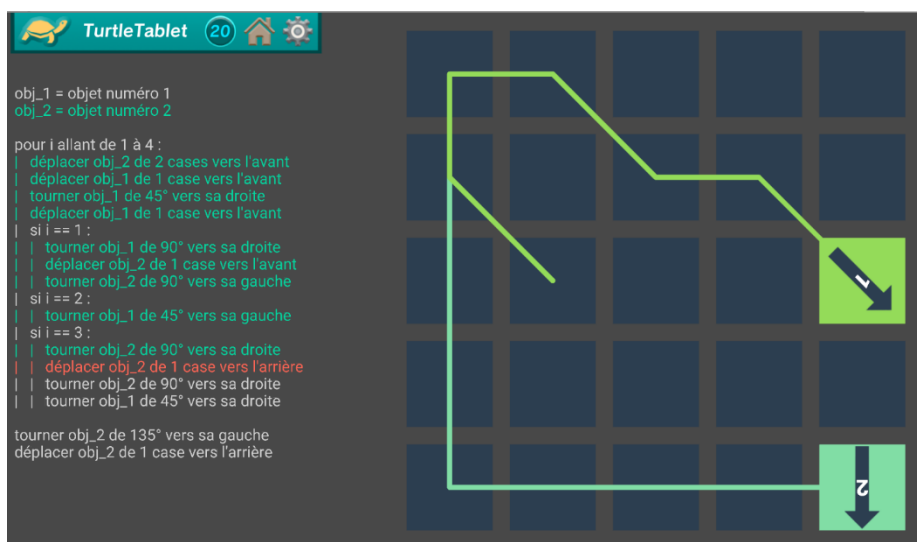 TurtleTablet 20
obj_1 = objet numéro 1
obj_2 = objet numéro 2
pour i allant de 1 à 4 :
| déplacer obj_2 de 2 cases vers l'avant
| déplacer obj_1 de 1 case vers l'avant
| tourner obj_1 de 45° vers sa droite
| déplacer obj_1 de 1 case vers l'avant
| si i == 1 :
| | tourner obj_1 de 90° vers sa droite
| | déplacer obj_2 de 1 case vers l'avant
| | tourner obj_2 de 90° vers sa gauche
| si i == 2 :
| | tourner obj_1 de 45° vers sa gauche
| si i == 3 :
| | tourner obj_2 de 90° vers sa droite
| | déplacer obj_2 de 1 case vers l'arrière
| | tourner obj_2 de 90° vers sa droite
| | tourner obj_1 de 45° vers sa droite
tourner obj_2 de 135° vers sa gauche
déplacer obj_2 de 1 case vers l'arrière
1
2